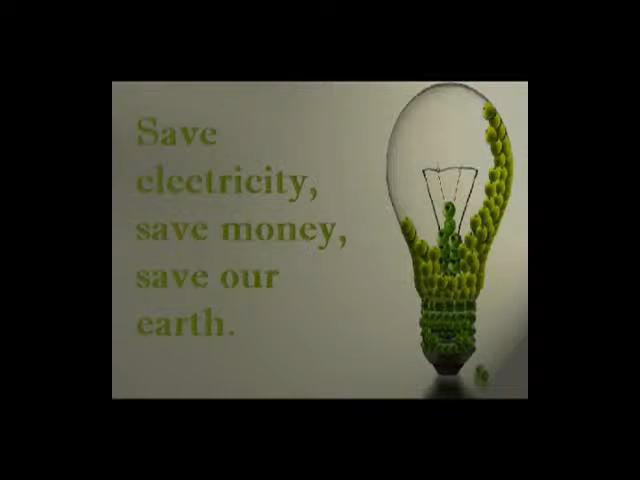 Save
electricity,
save money,
save our
earth.